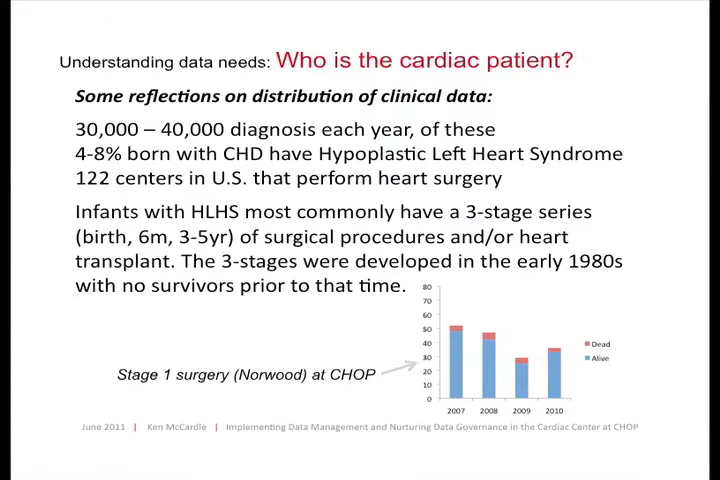 Understanding data needs: Who is the cardiac patient?
Some reflections on distribution of clinical data:
30,000 – 40,000 diagnosis each year, of these
4-8% born with CHD have Hypoplastic Left Heart Syndrome
122 centers in U.S. that perform heart surgery
Infants with HLHS most commonly have a 3-stage series
(birth, 6m, 3-5yr) of surgical procedures and/or heart
transplant. The 3-stages were developed in the early 1980s
with no survivors prior to that time.
80
70
60
50
40
30
20
10
0
2007 2008 2009 2010
Dead
Alive
Stage 1 surgery (Norwood) at CHOP
June 2011 | Ken McCardle | Implementing Data Management and Nurturing Data Governance in the Cardiac Center at CHOP